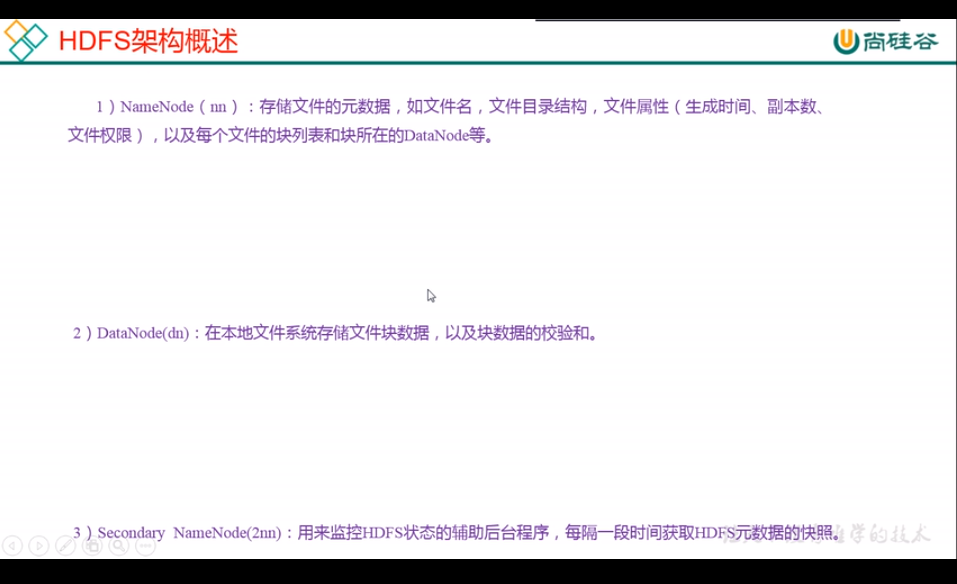 HDFS架构概述
尚硅谷
1）NameNode（nn）：存储文件的元数据，如文件名，文件目录结构，文件属性（生成时间、副本数、
文件权限），以及每个文件的块列表和块所在的DataNode等。
2）DataNode(dn)：在本地文件系统存储文件块数据，以及块数据的校验和。
3）Secondary NameNode(2nn)：用来监控HDFS状态的辅助后台程序，每隔一段时间获取HDFS元数据的快照。
学的技术